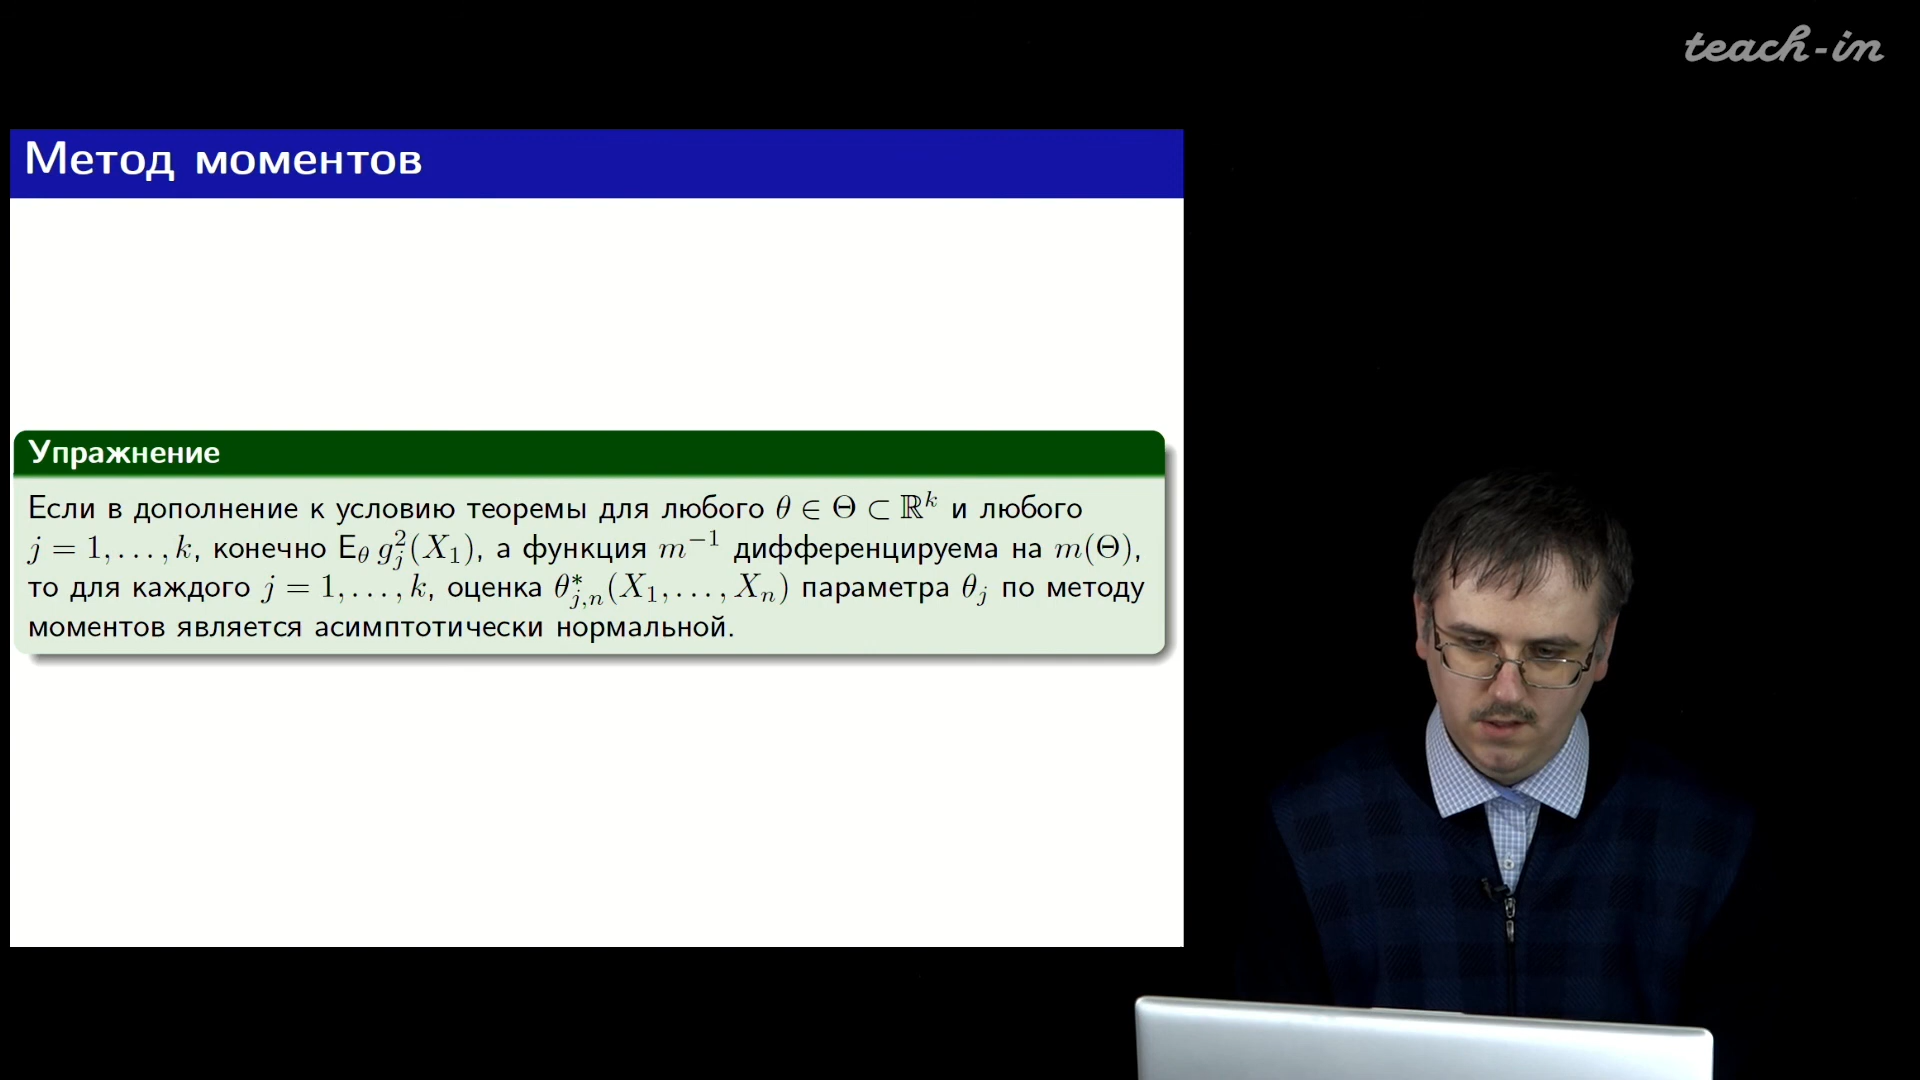 teach-in
Метод моментов
Упражнение
Если в дополнение к условию теоремы для любого θ ∈ Θ ⊂ ℝ^k и любого
j = 1, . . . , k, конечно E_θ g_j^2(X_1), а функция m^{−1} дифференцируема на m(Θ),
то для каждого j = 1, . . . , k, оценка θ^*_{j,n}(X_1, . . . , X_n) параметра θ_j по методу
моментов является асимптотически нормальной.